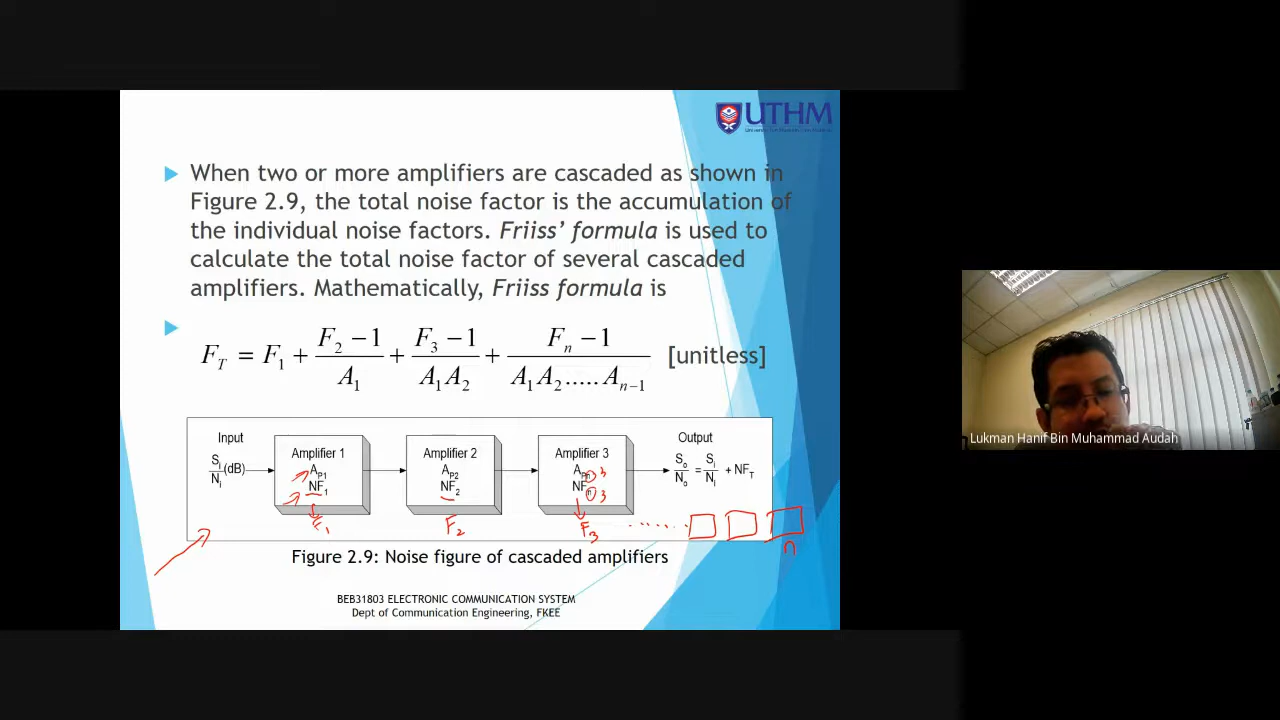 UTHM
When two or more amplifiers are cascaded as shown in
Figure 2.9, the total noise factor is the accumulation of
the individual noise factors. Friiss' formula is used to
calculate the total noise factor of several cascaded
amplifiers. Mathematically, Friiss formula is
F_T = F_1 + (F_2 − 1)/A_1 + (F_3 − 1)/(A_1 A_2) + (F_n − 1)/(A_1 A_2 ..... A_{n−1}) [unitless]
Input
S_i/N_i (dB)
Amplifier 1
A_P1
NF_1
F_1
Amplifier 2
A_P2
NF_2
F_2
Amplifier 3
A_Pn 3
NF_n 3
F_3
n
Output
S_o/N_o = S_i/N_i + NF_T
Figure 2.9: Noise figure of cascaded amplifiers
BEB31803 ELECTRONIC COMMUNICATION SYSTEM
Dept of Communication Engineering, FKEE
Lukman Hanif Bin Muhammad Audah